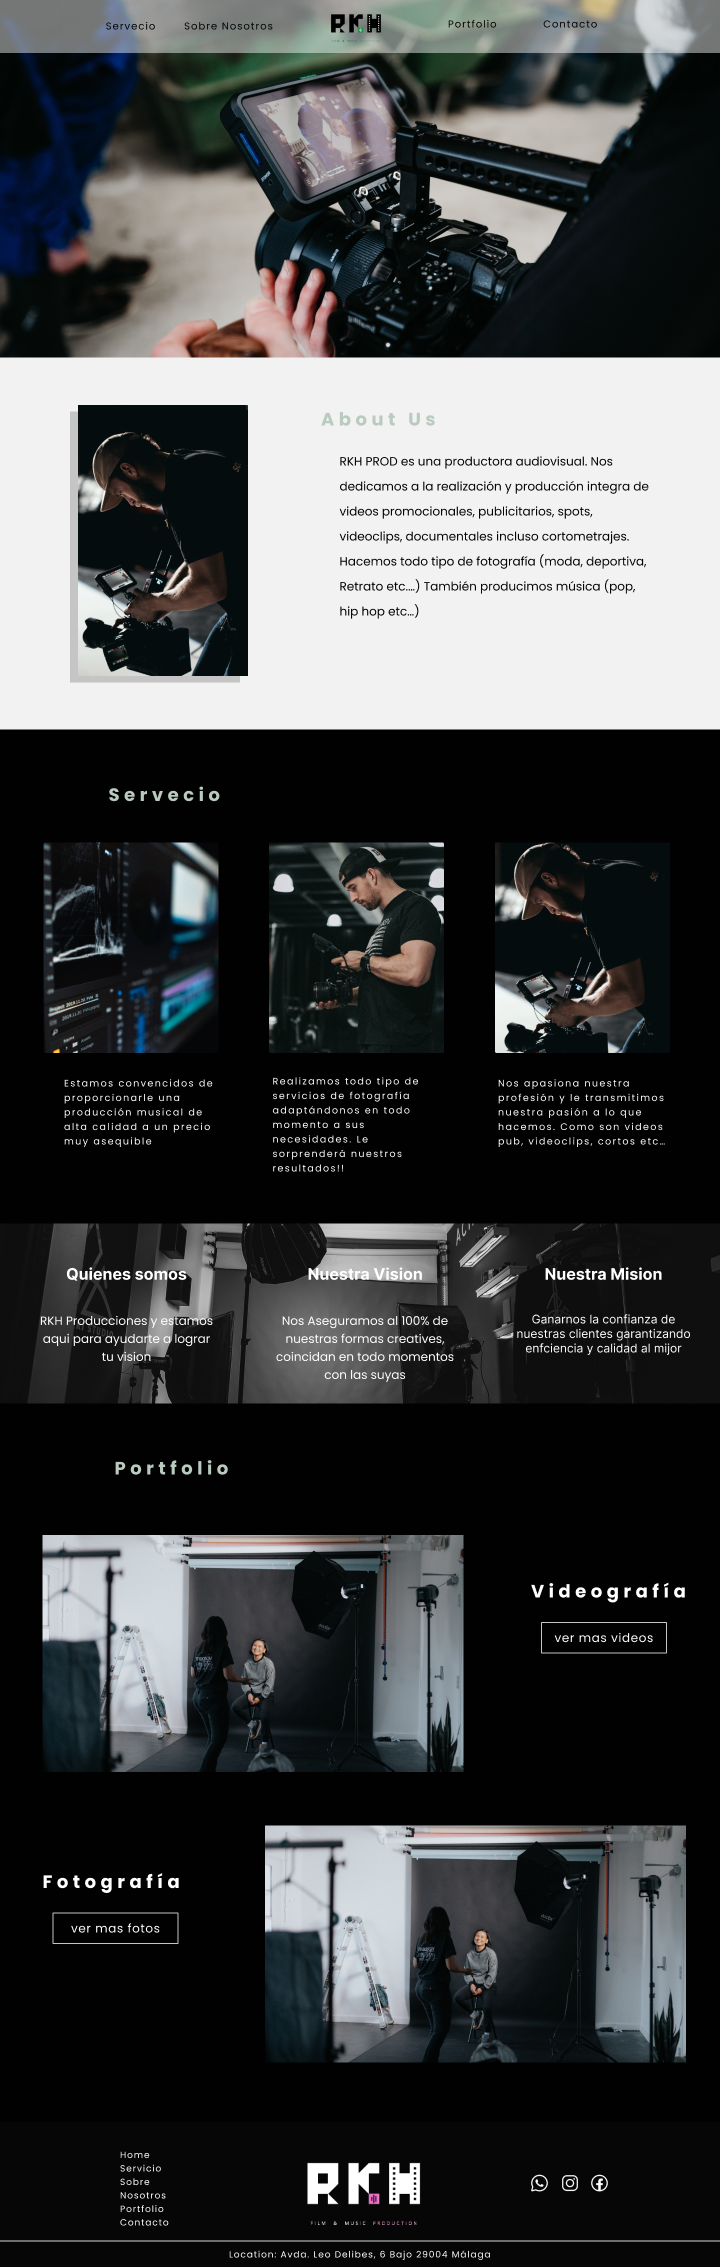 Servecio
Sobre Nosotros
RKH
Portfolio
Contacto
About Us
RKH PROD es una productora audiovisual. Nos
dedicamos a la realización y producción integra de
videos promocionales, publicitarios, spots,
videoclips, documentales incluso cortometrajes.
Hacemos todo tipo de fotografía (moda, deportiva,
Retrato etc....) También producimos música (pop,
hip hop etc...)
Servecio
Estamos convencidos de
proporcionarle una
producción musical de
alta calidad a un precio
muy asequible
Realizamos todo tipo de
servicios de fotografía
adaptándonos en todo
momento a sus
necesidades. Le
sorprenderá nuestros
resultados!!
Nos apasiona nuestra
profesión y le transmitimos
nuestra pasión a lo que
hacemos. Como son videos
pub, videoclips, cortos etc...
Quienes somos
RKH Producciones y estamos
aqui para ayudarte a lograr
tu vision
Nuestra Vision
Nos Aseguramos al 100% de
nuestras formas creatives,
coincidan en todo momentos
con las suyas
Nuestra Mision
Ganarnos la confianza de
nuestras clientes garantizando
enfciencia y calidad al mijor
Portfolio
Videografía
ver mas videos
Fotografía
ver mas fotos
Home
Servicio
Sobre
Nosotros
Portfolio
Contacto
RKH
FILM & MUSIC PRODUCTION
Location: Avda. Leo Delibes, 6 Bajo 29004 Málaga